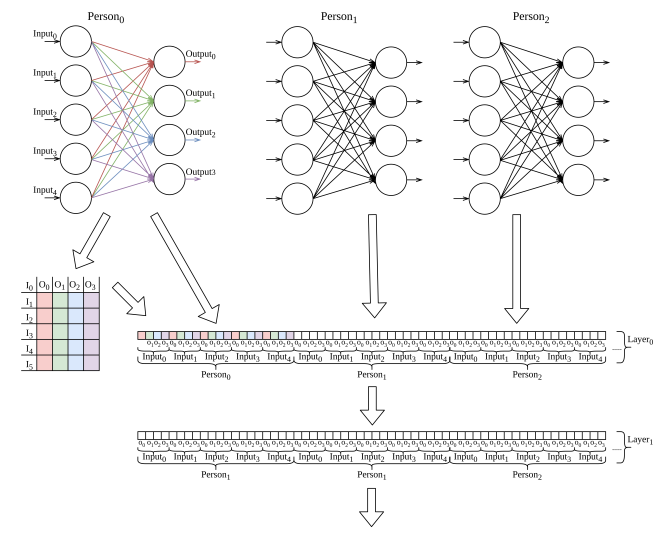 Person0 Person1 Person2
Input0 Output0
Input1 Output1
Input2 Output2
Input3 Output3
Input4
I0 O0 O1 O2 O3
I1
I2
I3
I4
I5
Input0 Input1 Input2 Input3 Input4 Input0 Input1 Input2 Input3 Input4 Input0 Input1 Input2 Input3 Input4 ... Layer0
Person0 Person1 Person2
Input0 Input1 Input2 Input3 Input4 Input0 Input1 Input2 Input3 Input4 Input0 Input1 Input2 Input3 Input4 ... Layer1
Person1 Person1 Person2